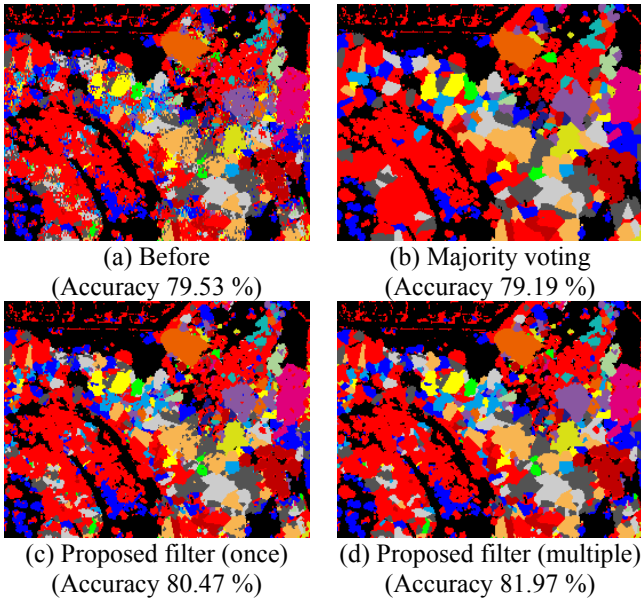 (a) Before
(Accuracy 79.53 %)
(b) Majority voting
(Accuracy 79.19 %)
(c) Proposed filter (once)
(Accuracy 80.47 %)
(d) Proposed filter (multiple)
(Accuracy 81.97 %)